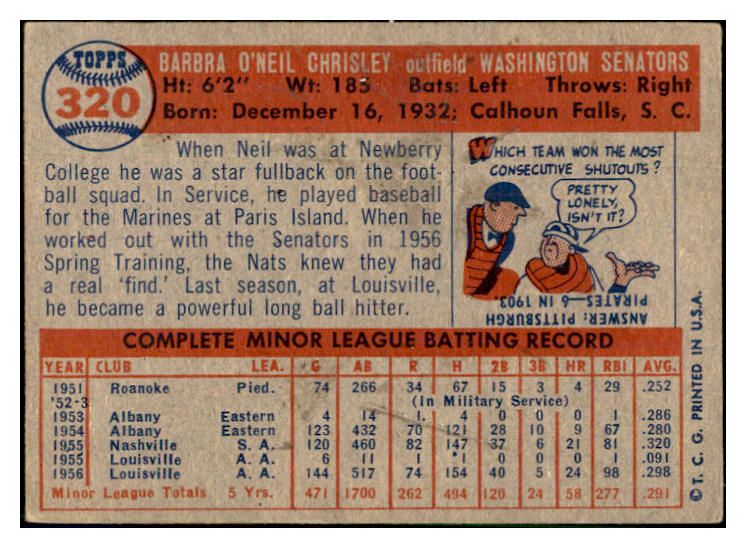 TOPPS
320
BARBRA O'NEIL CHRISLEY outfield WASHINGTON SENATORS
Ht: 6'2" Wt: 185 Bats: Left Throws: Right
Born: December 16, 1932; Calhoun Falls, S. C.
When Neil was at Newberry
College he was a star fullback on the foot-
ball squad. In Service, he played baseball
for the Marines at Paris Island. When he
worked out with the Senators in 1956
Spring Training, the Nats knew they had
a real 'find.' Last season, at Louisville,
he became a powerful long ball hitter.
WHICH TEAM WON THE MOST
CONSECUTIVE SHUTOUTS?
PRETTY
LONELY,
ISN'T IT?
ANSWER: PITTSBURGH
PIRATES—6 IN 1903.
COMPLETE MINOR LEAGUE BATTING RECORD
YEAR CLUB LEA. G AB R H 2B 3B HR RBI AVG.
1951 Roanoke Pied. 74 266 34 67 15 3 4 29 .252
'52-3 (In Military Service)
1953 Albany Eastern 4 14 1 4 0 0 0 1 .286
1954 Albany Eastern 123 432 70 121 28 10 9 67 .280
1955 Nashville S. A. 120 460 82 147 37 6 21 81 .320
1955 Louisville A. A. 6 11 1 1 0 0 0 1 .091
1956 Louisville A. A. 144 517 74 154 40 5 24 98 .298
Minor League Totals 5 Yrs. 471 1700 262 494 120 24 58 277 .291
©T. C. G. PRINTED IN U.S.A.